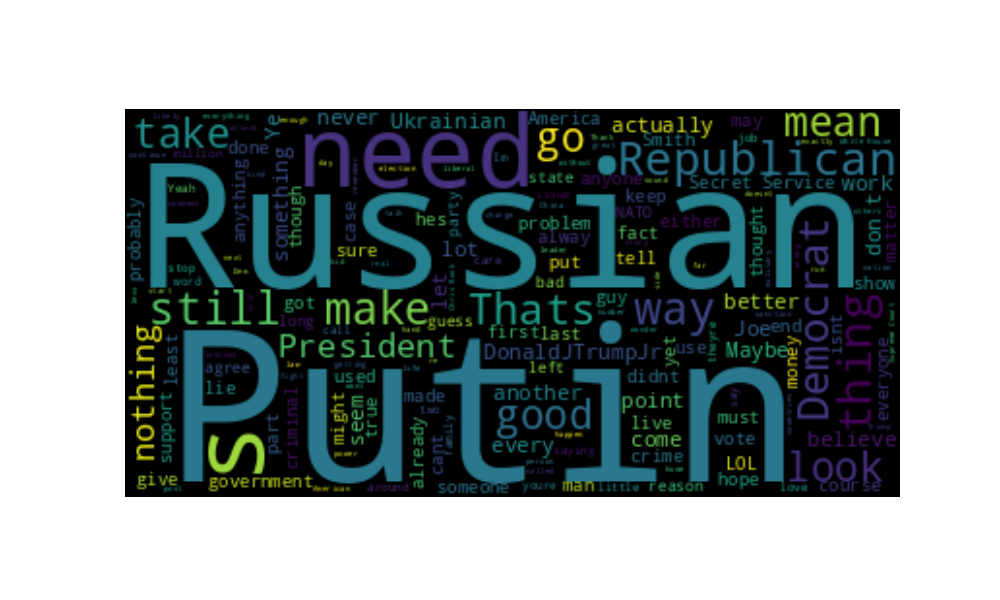 never
Ukrainian
America
take
done
Ye
need
go
actually
may
mean
Smith
job
Republican
state
anyone
Secret Service
work
Yeah
election
liberal
day
Im
probably
anything
something
though
case
party
hes
problem
keep
NATO
either
fact
thought
dont
matter
sure
lot
alway
put
tell
care
bad
Russian
stop
word
show
still
got
make
let
Thats
guy
way
better
long
guess
first
last
Joe
end
isnt
Democrat
thing
everyone
nothing
call
President
DonaldJTrumpJr
use
yet
theyre
Maybe
money
support
least
agree
lie
used
left
didnt
Putin
S
part
criminal
might
seem
true
made
two
another
good
point
must
already
cant
family
every
happen
saying
live
come
crime
vote
LOL
hope
believe
look
give
government
American
around
someone
youre
man
little
reason
love
course